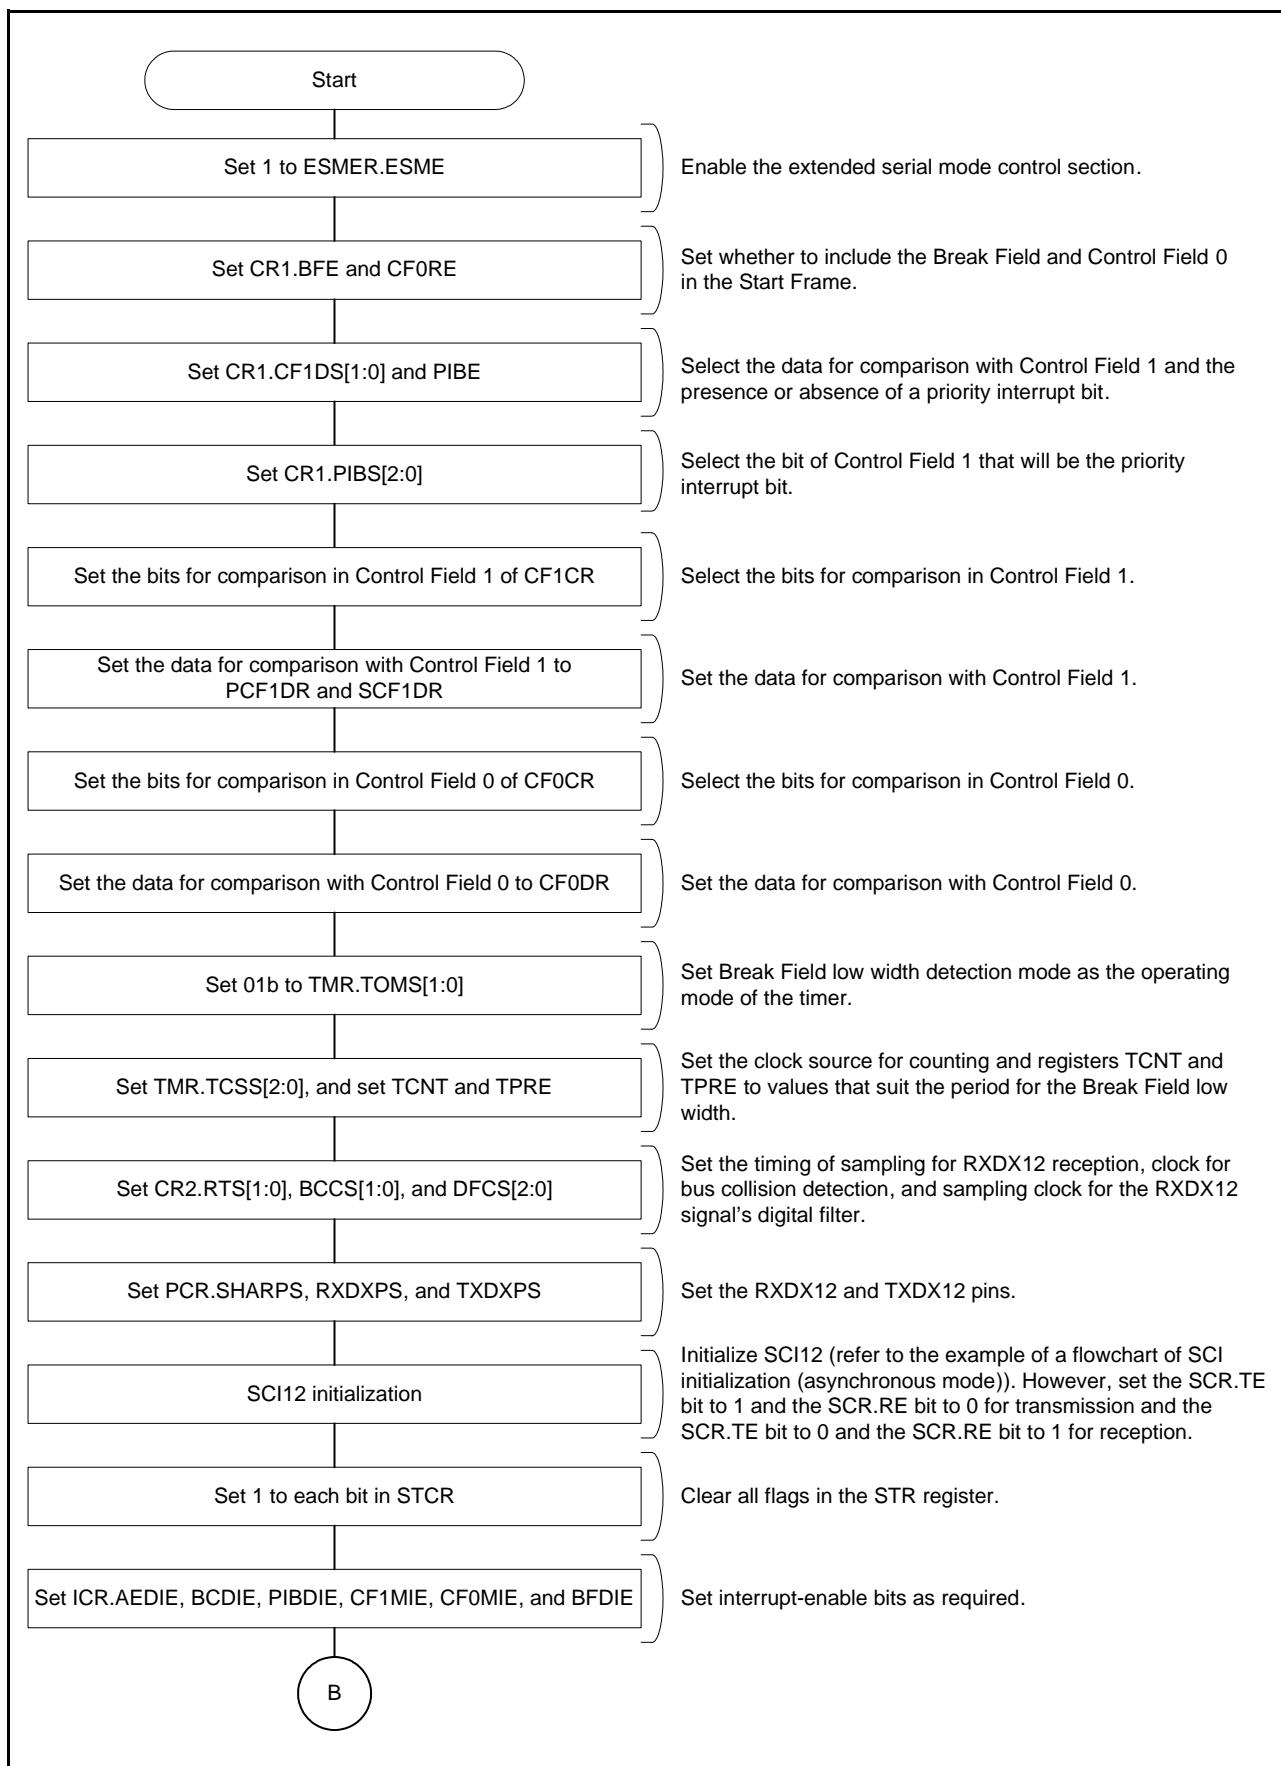 Start
Set 1 to ESMER.ESME
Enable the extended serial mode control section.
Set CR1.BFE and CF0RE
Set whether to include the Break Field and Control Field 0
in the Start Frame.
Set CR1.CF1DS[1:0] and PIBE
Select the data for comparison with Control Field 1 and the
presence or absence of a priority interrupt bit.
Set CR1.PIBS[2:0]
Select the bit of Control Field 1 that will be the priority
interrupt bit.
Set the bits for comparison in Control Field 1 of CF1CR
Select the bits for comparison in Control Field 1.
Set the data for comparison with Control Field 1 to
PCF1DR and SCF1DR
Set the data for comparison with Control Field 1.
Set the bits for comparison in Control Field 0 of CF0CR
Select the bits for comparison in Control Field 0.
Set the data for comparison with Control Field 0 to CF0DR
Set the data for comparison with Control Field 0.
Set 01b to TMR.TOMS[1:0]
Set Break Field low width detection mode as the operating
mode of the timer.
Set TMR.TCSS[2:0], and set TCNT and TPRE
Set the clock source for counting and registers TCNT and
TPRE to values that suit the period for the Break Field low
width.
Set CR2.RTS[1:0], BCCS[1:0], and DFCS[2:0]
Set the timing of sampling for RXDX12 reception, clock for
bus collision detection, and sampling clock for the RXDX12
signal’s digital filter.
Set PCR.SHARPS, RXDXPS, and TXDXPS
Set the RXDX12 and TXDX12 pins.
SCI12 initialization
Initialize SCI12 (refer to the example of a flowchart of SCI
initialization (asynchronous mode)). However, set the SCR.TE
bit to 1 and the SCR.RE bit to 0 for transmission and the
SCR.TE bit to 0 and the SCR.RE bit to 1 for reception.
Set 1 to each bit in STCR
Clear all flags in the STR register.
Set ICR.AEDIE, BCDIE, PIBDIE, CF1MIE, CF0MIE, and BFDIE
Set interrupt-enable bits as required.
B